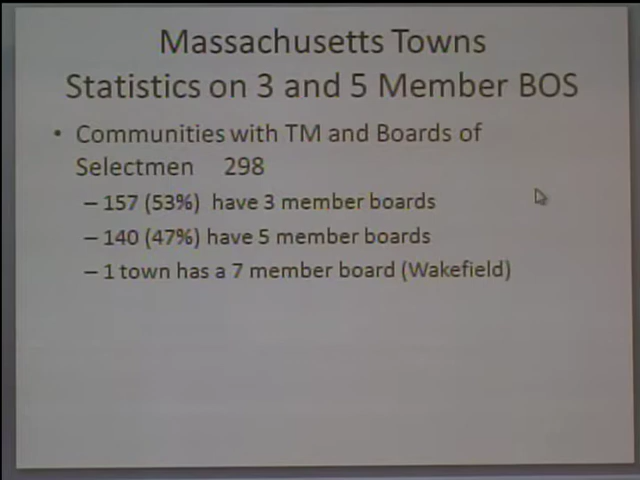 Massachusetts Towns
Statistics on 3 and 5 Member BOS
• Communities with TM and Boards of
Selectmen 298
– 157 (53%) have 3 member boards
– 140 (47%) have 5 member boards
– 1 town has a 7 member board (Wakefield)